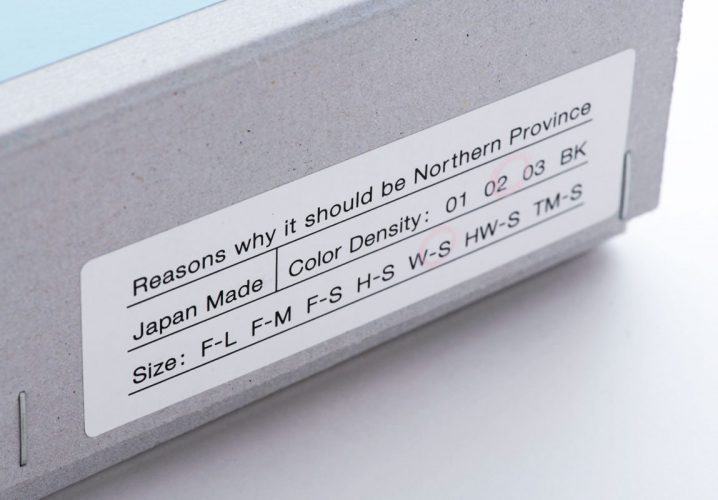 Reasons why it should be Northern Province
Japan Made Color Density: 01 02 03 BK
Size: F-L F-M F-S H-S W-S HW-S TM-S